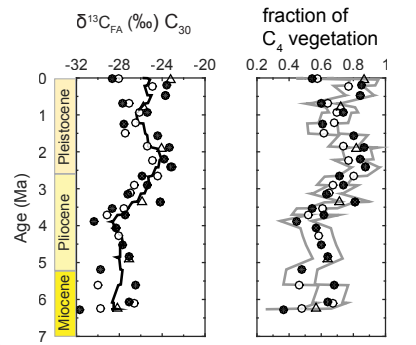 δ¹³C_FA (‰) C₃₀
fraction of
C₄ vegetation
-32 -28 -24 -20
0.2 0.4 0.6 0.8 1
Age (Ma)
0
1
2
3
4
5
6
7
Pleistocene
Pliocene
Miocene